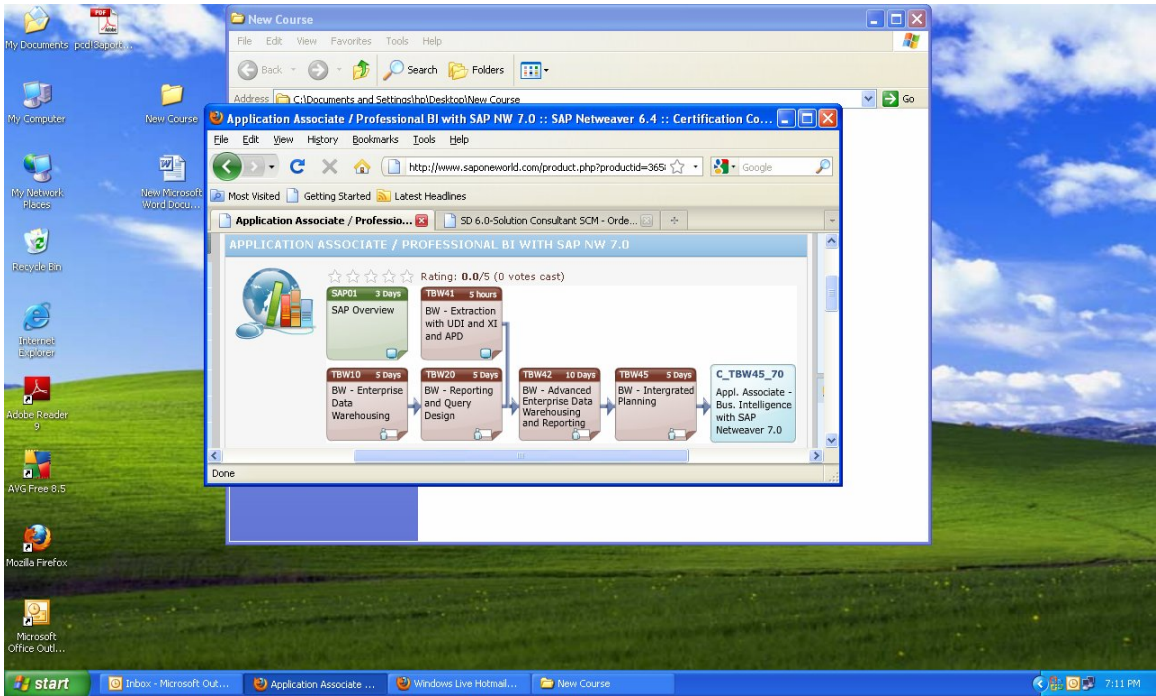 My Documents
pcdl3aport...
My Computer
New Course
My Network
Places
New Microsoft
Word Docu...
Recycle Bin
Internet
Explorer
Adobe Reader
9
AVG Free 8.5
Mozilla Firefox
Microsoft
Office Outl...
New Course
File Edit View Favorites Tools Help
Back Search Folders
Address C:\Documents and Settings\hp\Desktop\New Course Go
Application Associate / Professional BI with SAP NW 7.0 :: SAP Netweaver 6.4 :: Certification Co...
File Edit View History Bookmarks Tools Help
http://www.saponeworld.com/product.php?productid=365 Google
Most Visited Getting Started Latest Headlines
Application Associate / Professio... SD 6.0-Solution Consultant SCM - Orde...
APPLICATION ASSOCIATE / PROFESSIONAL BI WITH SAP NW 7.0
Rating: 0.0/5 (0 votes cast)
SAP01 3 Days
SAP Overview
TBW41 5 hours
BW - Extraction
with UDI and XI
and APD
TBW10 5 Days
BW - Enterprise
Data
Warehousing
TBW20 5 Days
BW - Reporting
and Query
Design
TBW42 10 Days
BW - Advanced
Enterprise Data
Warehousing
and Reporting
TBW45 5 Days
BW - Intergrated
Planning
C_TBW45_70
Appl. Associate -
Bus. Intelligence
with SAP
Netweaver 7.0
Done
start Inbox - Microsoft Out... Application Associate ... Windows Live Hotmail... New Course 7:11 PM